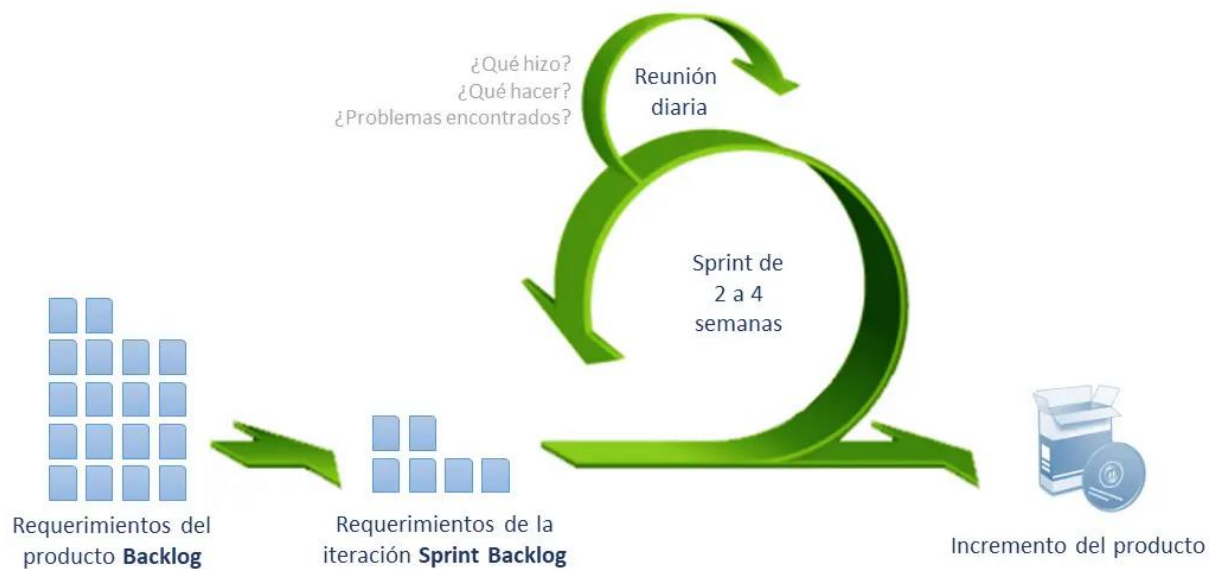 ¿Qué hizo?
¿Qué hacer?
¿Problemas encontrados?
Reunión
diaria
Sprint de
2 a 4
semanas
Requerimientos del
producto Backlog
Requerimientos de la
iteración Sprint Backlog
Incremento del producto